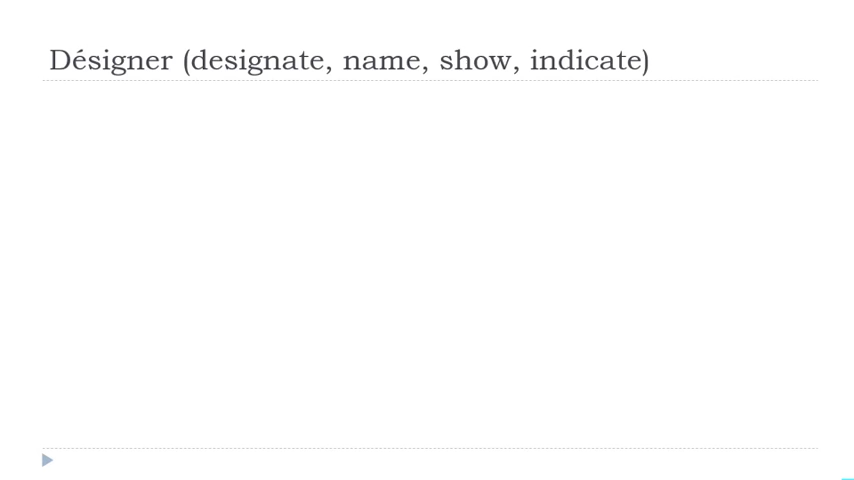 Désigner (designate, name, show, indicate)